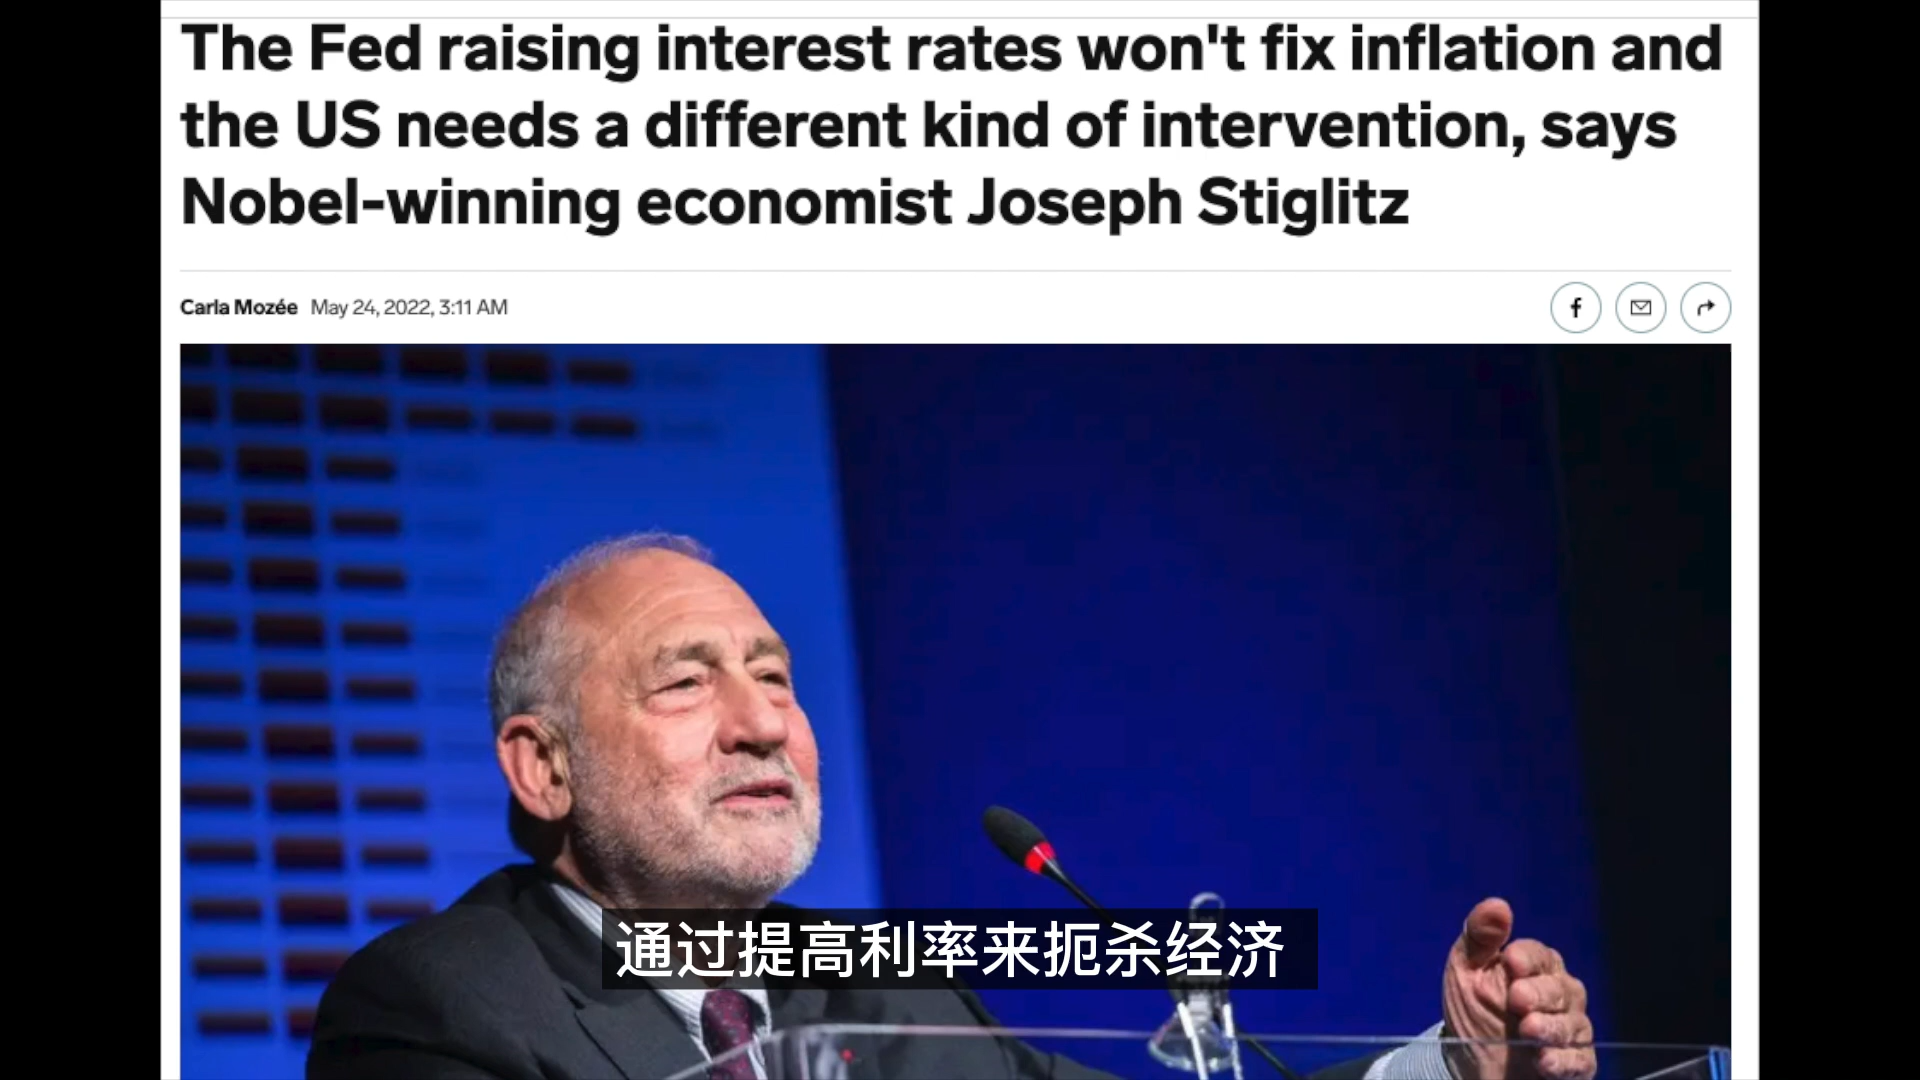 The Fed raising interest rates won't fix inflation and
the US needs a different kind of intervention, says
Nobel-winning economist Joseph Stiglitz
Carla Mozée May 24, 2022, 3:11 AM
通过提高利率来扼杀经济